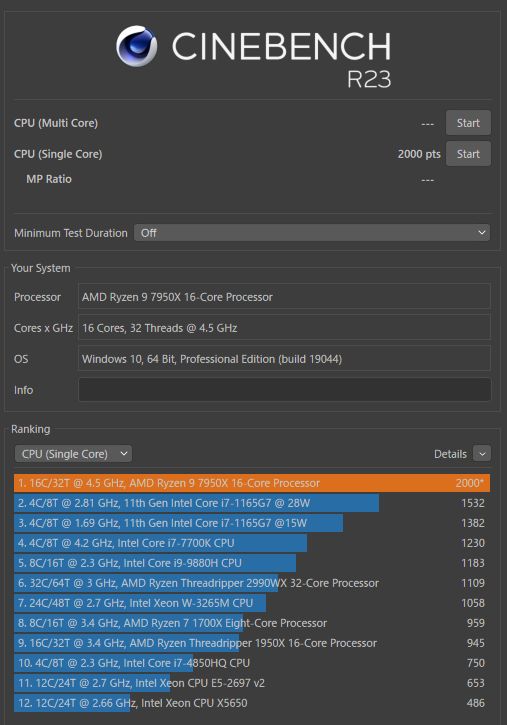 CINEBENCH
R23
CPU (Multi Core) --- Start
CPU (Single Core) 2000 pts Start
MP Ratio ---
Minimum Test Duration Off
Your System
Processor AMD Ryzen 9 7950X 16-Core Processor
Cores x GHz 16 Cores, 32 Threads @ 4.5 GHz
OS Windows 10, 64 Bit, Professional Edition (build 19044)
Info
Ranking
CPU (Single Core) Details
1. 16C/32T @ 4.5 GHz, AMD Ryzen 9 7950X 16-Core Processor 2000*
2. 4C/8T @ 2.81 GHz, 11th Gen Intel Core i7-1165G7 @ 28W 1532
3. 4C/8T @ 1.69 GHz, 11th Gen Intel Core i7-1165G7 @15W 1382
4. 4C/8T @ 4.2 GHz, Intel Core i7-7700K CPU 1230
5. 8C/16T @ 2.3 GHz, Intel Core i9-9880H CPU 1183
6. 32C/64T @ 3 GHz, AMD Ryzen Threadripper 2990WX 32-Core Processor 1109
7. 24C/48T @ 2.7 GHz, Intel Xeon W-3265M CPU 1058
8. 8C/16T @ 3.4 GHz, AMD Ryzen 7 1700X Eight-Core Processor 959
9. 16C/32T @ 3.4 GHz, AMD Ryzen Threadripper 1950X 16-Core Processor 945
10. 4C/8T @ 2.3 GHz, Intel Core i7-4850HQ CPU 750
11. 12C/24T @ 2.7 GHz, Intel Xeon CPU E5-2697 v2 653
12. 12C/24T @ 2.66 GHz, Intel Xeon CPU X5650 486